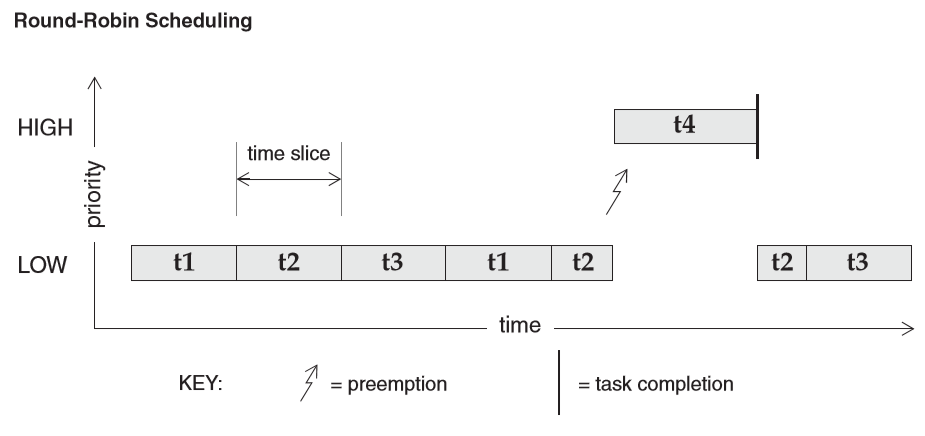 Round-Robin Scheduling
HIGH
t4
time slice
priority
LOW
t1 t2 t3 t1 t2 t2 t3
time
KEY: = preemption = task completion